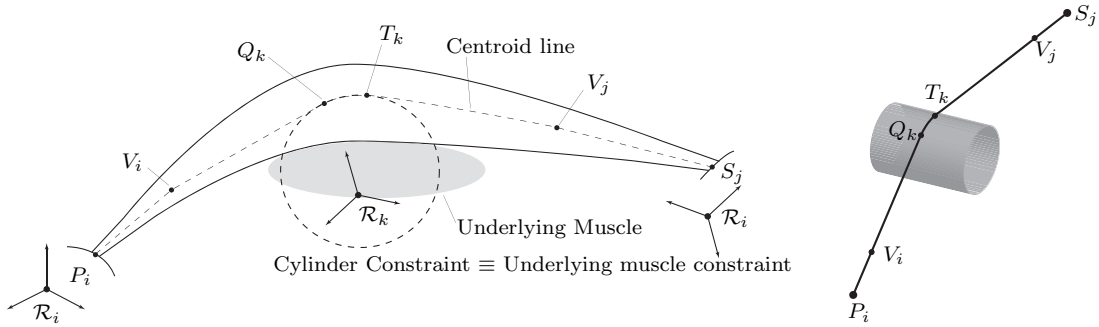 T_k
Q_k
Centroid line
V_j
V_i
S_j
R_k
R_i
Underlying Muscle
P_i
Cylinder Constraint ≡ Underlying muscle constraint
R_i
S_j
V_j
T_k
Q_k
V_i
P_i